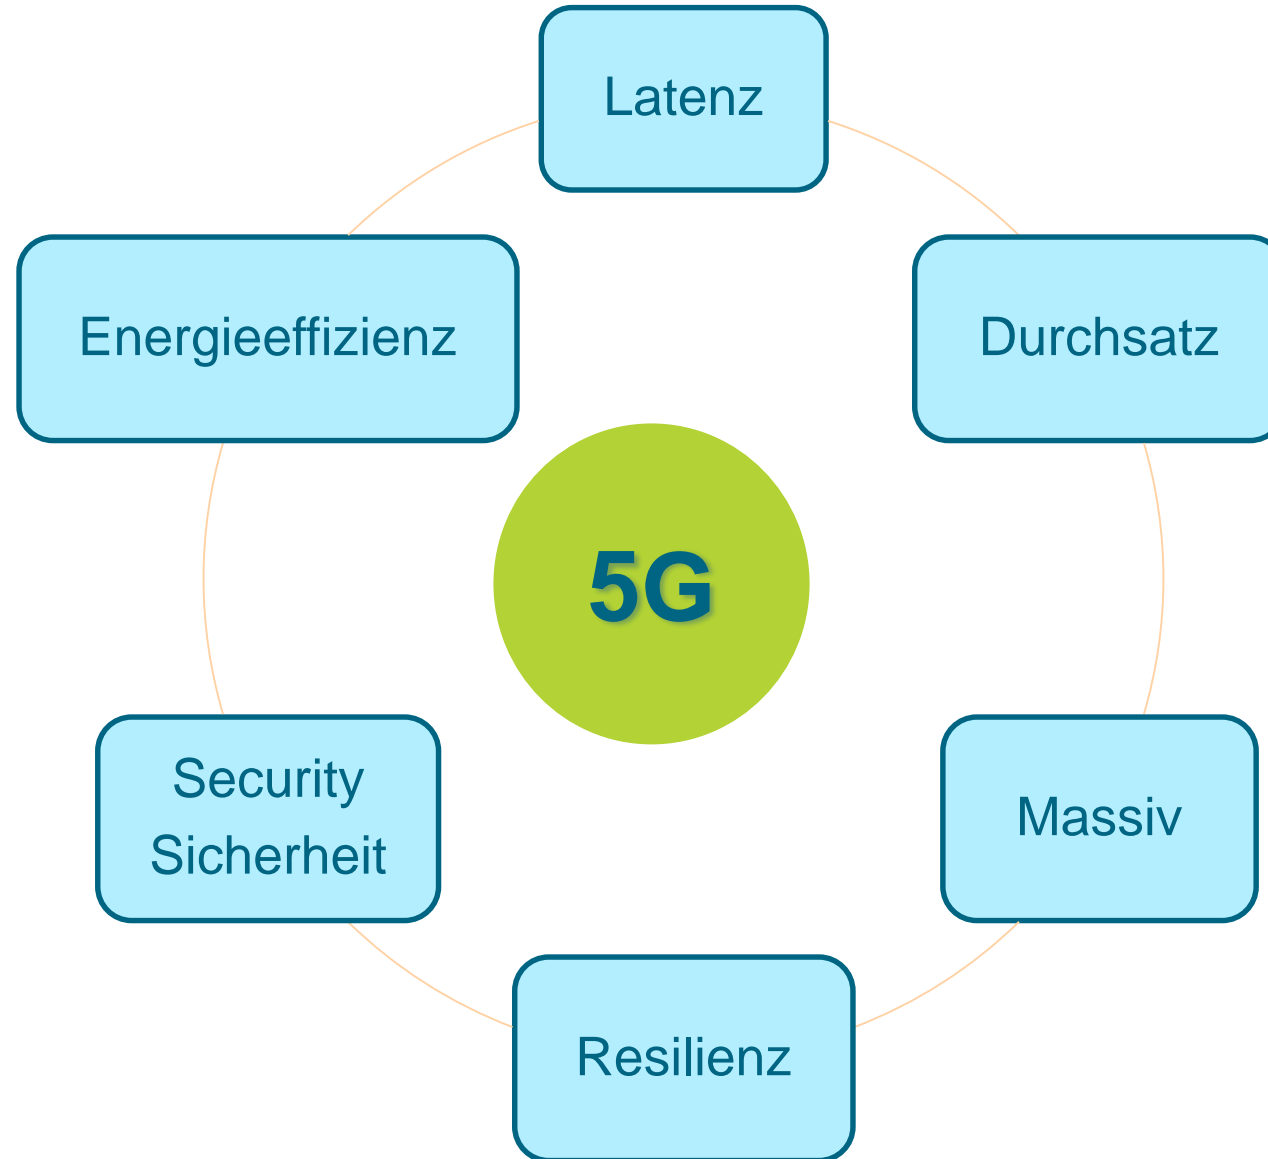 Latenz
Energieeffizienz
Durchsatz
5G
Security
Sicherheit
Massiv
Resilienz